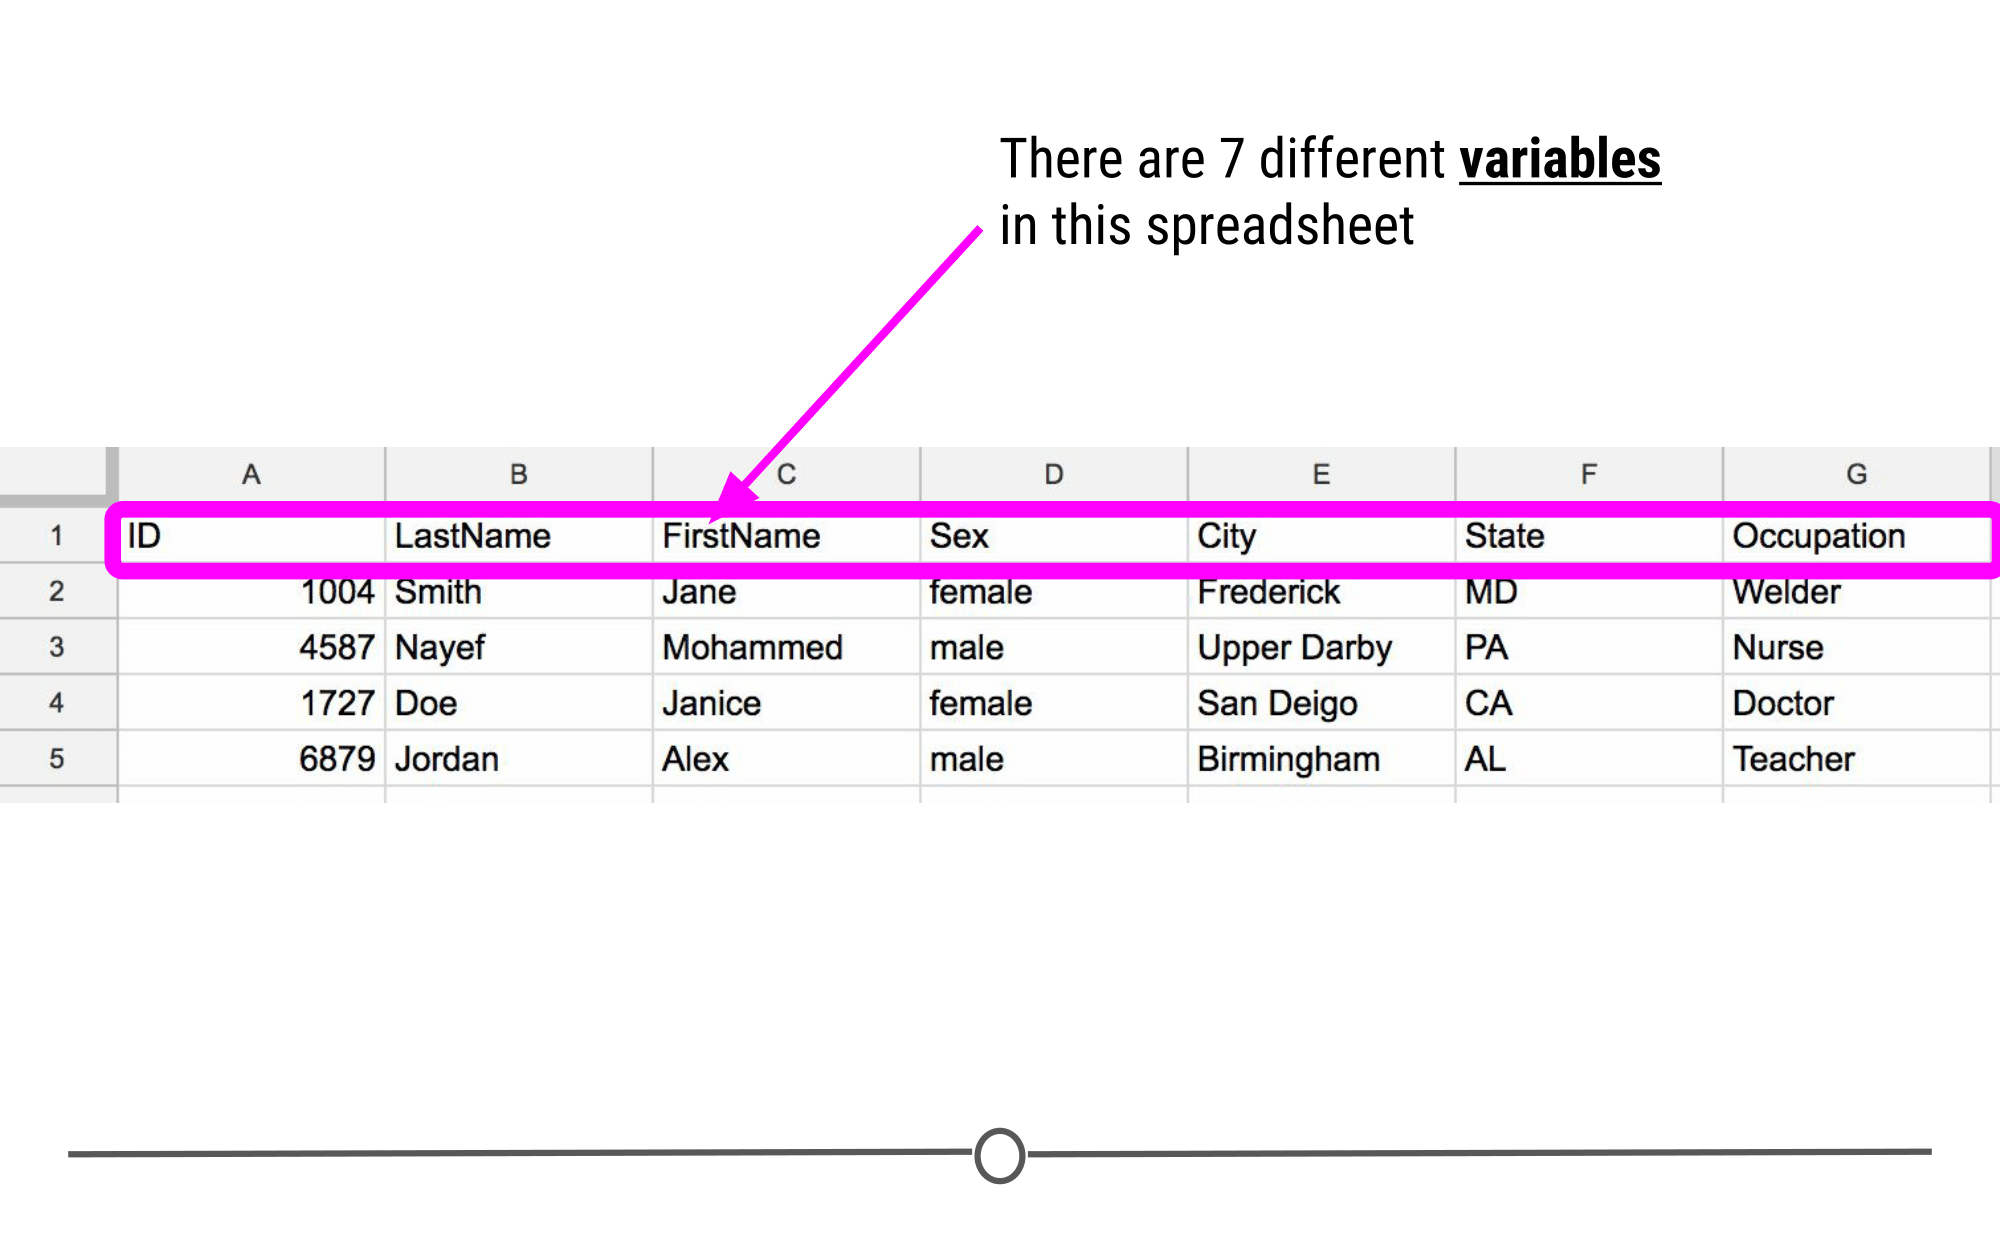 There are 7 different variables
in this spreadsheet
A B C D E F G
1 ID LastName FirstName Sex City State Occupation
2 1004 Smith Jane female Frederick MD Welder
3 4587 Nayef Mohammed male Upper Darby PA Nurse
4 1727 Doe Janice female San Deigo CA Doctor
5 6879 Jordan Alex male Birmingham AL Teacher